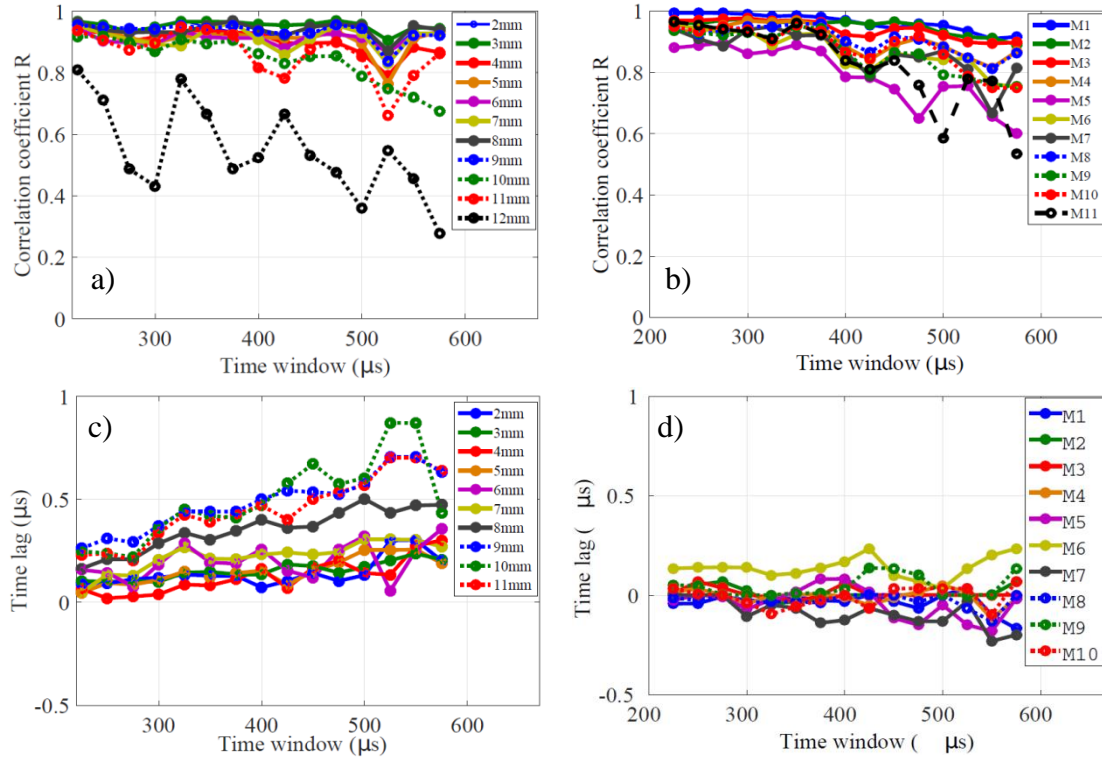 1
0.8
0.6
0.4
0.2
0
Correlation coefficient R
a)
300
400
500
600
Time window (μs)
2mm
3mm
4mm
5mm
6mm
7mm
8mm
9mm
10mm
11mm
12mm
1
0.8
0.6
0.4
0.2
0
Correlation coefficient R
b)
200
300
400
500
600
Time window (μs)
M1
M2
M3
M4
M5
M6
M7
M8
M9
M10
M11
1
0.5
0
-0.5
Time lag (μs)
c)
300
400
500
600
Time window (μs)
2mm
3mm
4mm
5mm
6mm
7mm
8mm
9mm
10mm
11mm
1
0.5
0
-0.5
Time lag ( μs)
d)
200
300
400
500
600
Time window ( μs)
M1
M2
M3
M4
M5
M6
M7
M8
M9
M10